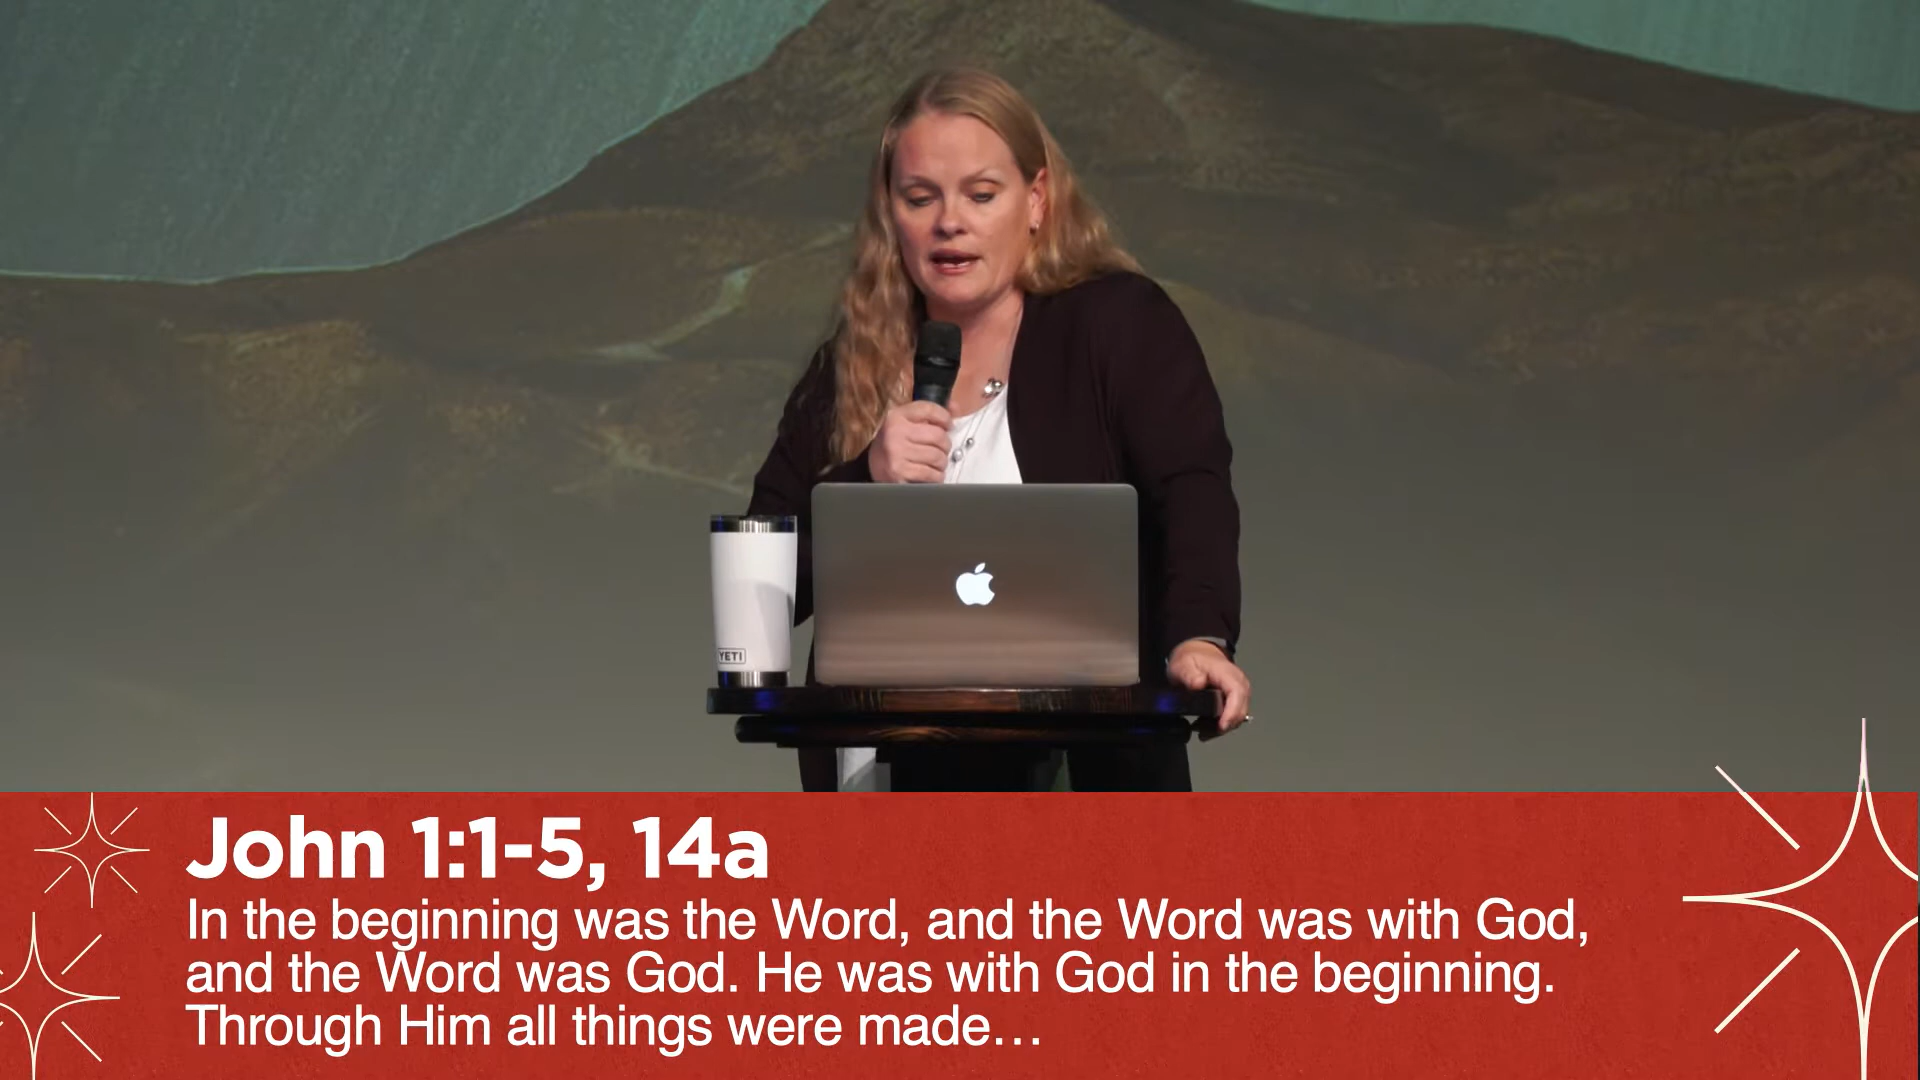 YETI
John 1:1-5, 14a
In the beginning was the Word, and the Word was with God,
and the Word was God. He was with God in the beginning.
Through Him all things were made…